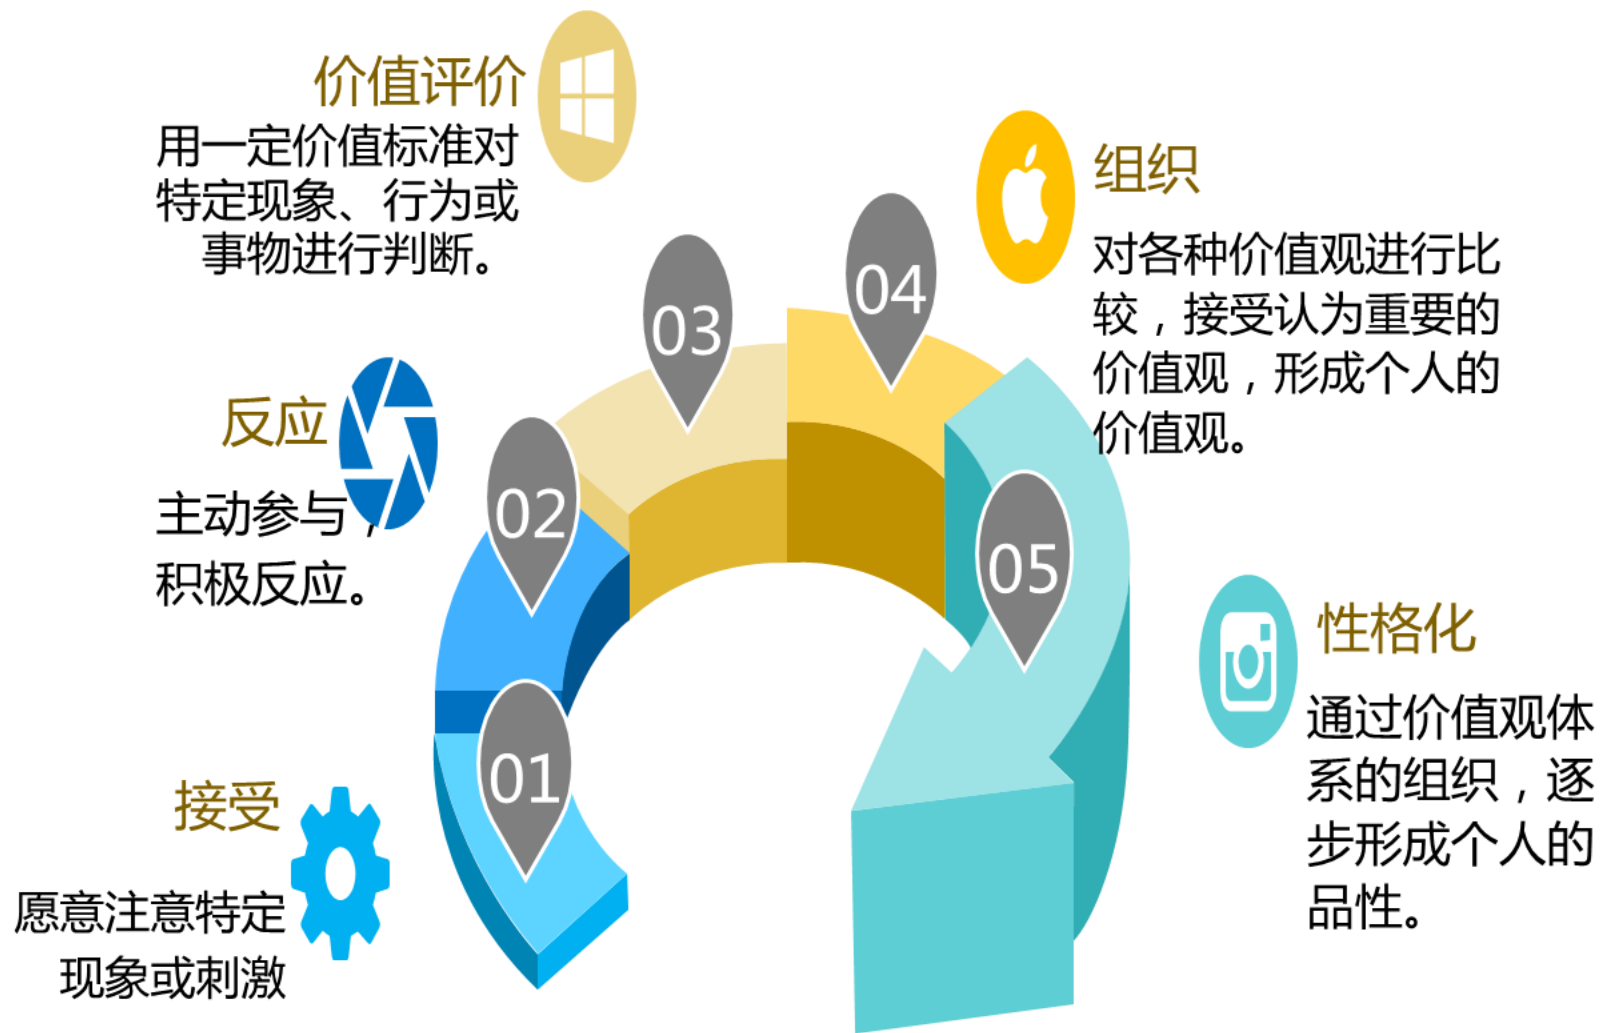 价值评价
用一定价值标准对
特定现象、行为或
事物进行判断。
组织
对各种价值观进行比
较，接受认为重要的
价值观，形成个人的
价值观。
反应
主动参与，
积极反应。
性格化
通过价值观体
系的组织，逐
步形成个人的
品性。
接受
愿意注意特定
现象或刺激
01
02
03
04
05